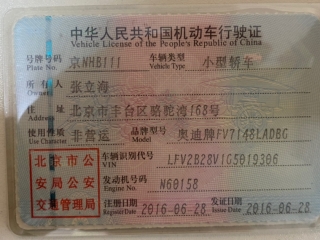 中华人民共和国机动车行驶证
Vehicle License of the People's Republic of China
号牌号码 京NHB111 车辆类型 小型轿车
Plate No. Vehicle Type
所有人 张立海
Owner
住址 北京市丰台区骆驼湾168号
Address
使用性质 非营运 品牌型号 奥迪牌FV7148LADBG
Use Character Model
北京市公安局公安交通管理局
车辆识别代号 LFV2B28V1G5019306
VIN
发动机号码 N60158
Engine No.
注册日期 2016-06-28 发证日期 2016-06-28
Register Date Issue Date